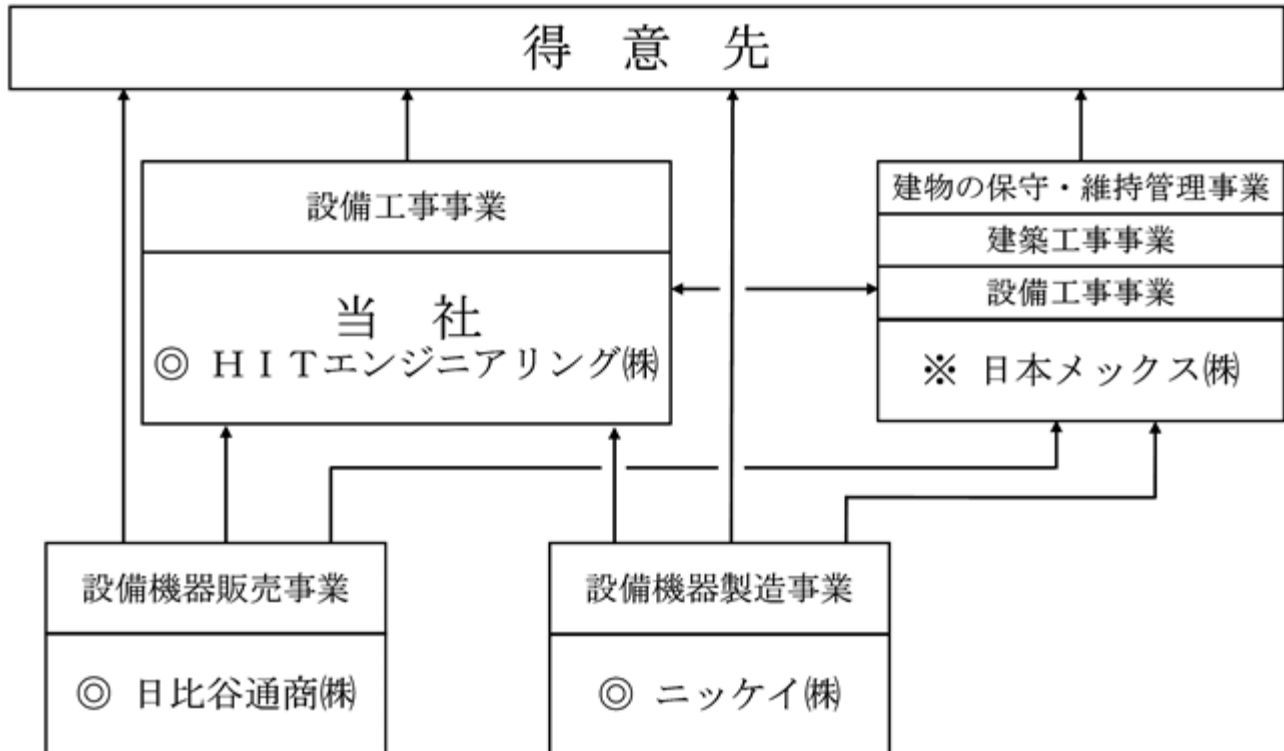 得 意 先
設備工事事業
当 社
◎ ＨＩＴエンジニアリング㈱
建物の保守・維持管理事業
建築工事事業
設備工事事業
※ 日本メックス㈱
設備機器販売事業
◎ 日比谷通商㈱
設備機器製造事業
◎ ニッケイ㈱